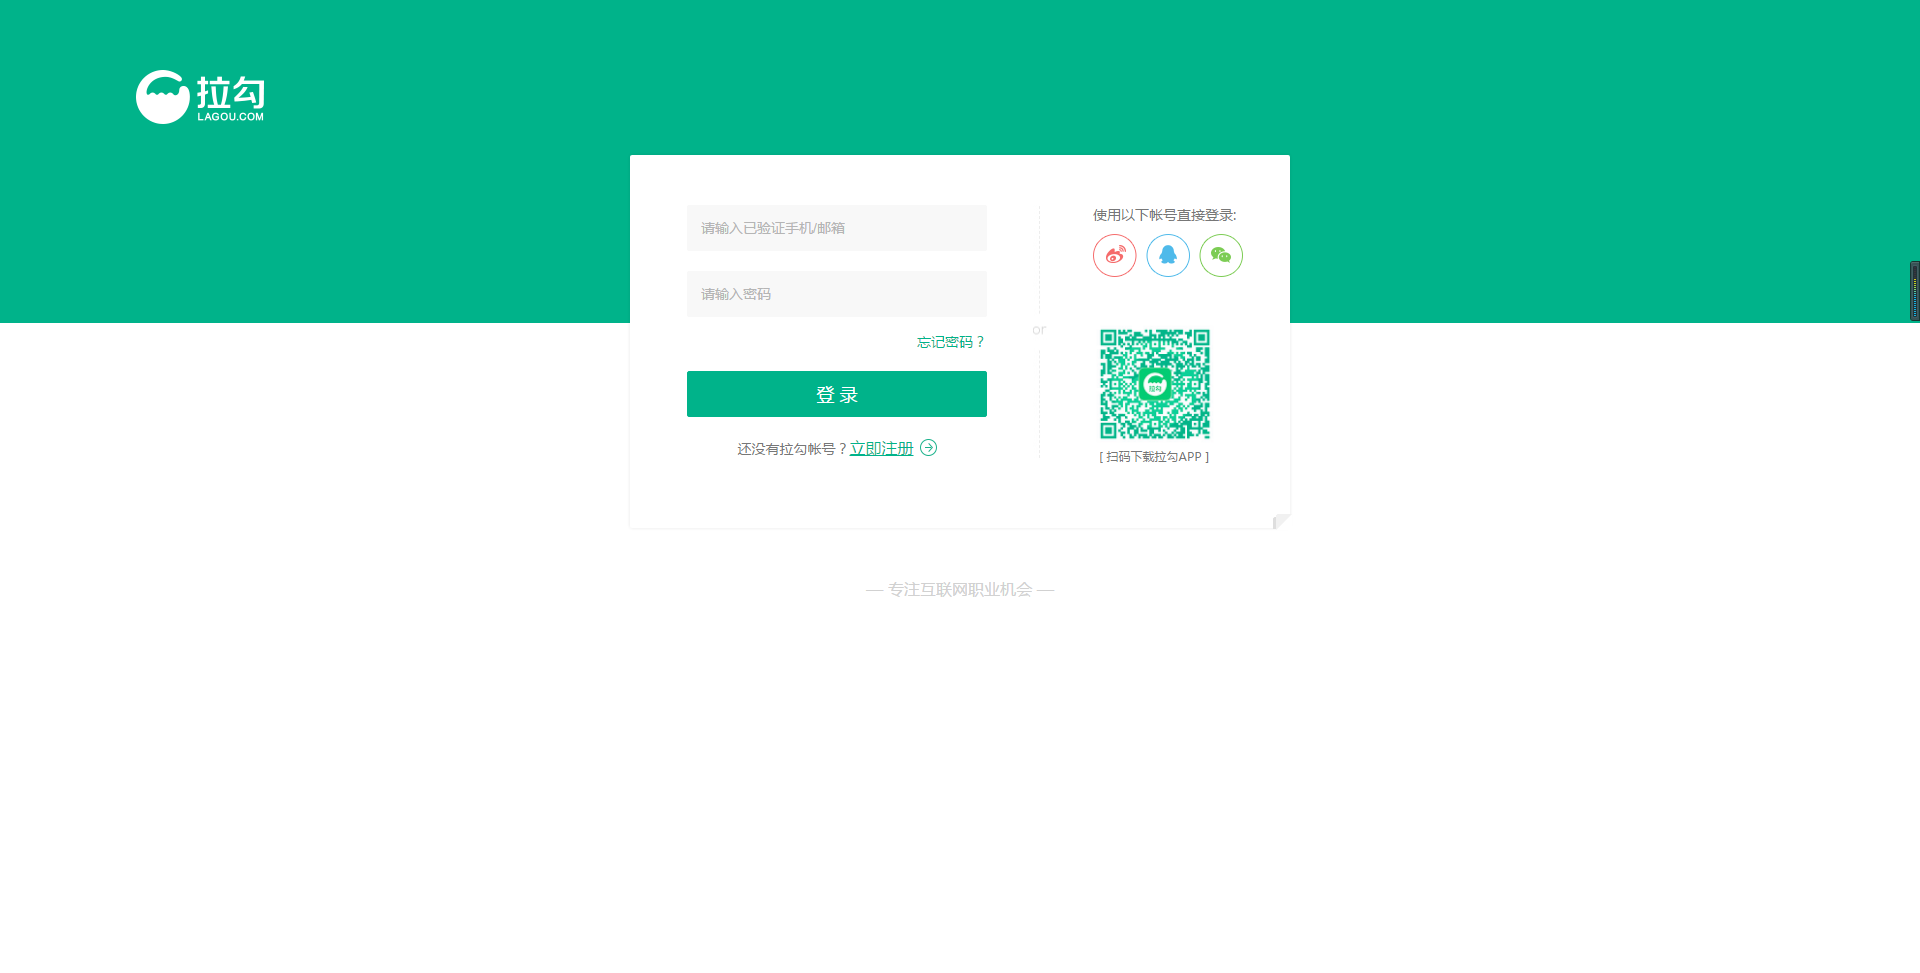 拉勾
LAGOU.COM
请输入已验证手机/邮箱
请输入密码
忘记密码？
登 录
还没有拉勾帐号？立即注册
or
使用以下帐号直接登录:
拉勾
[ 扫码下载拉勾APP ]
— 专注互联网职业机会 —